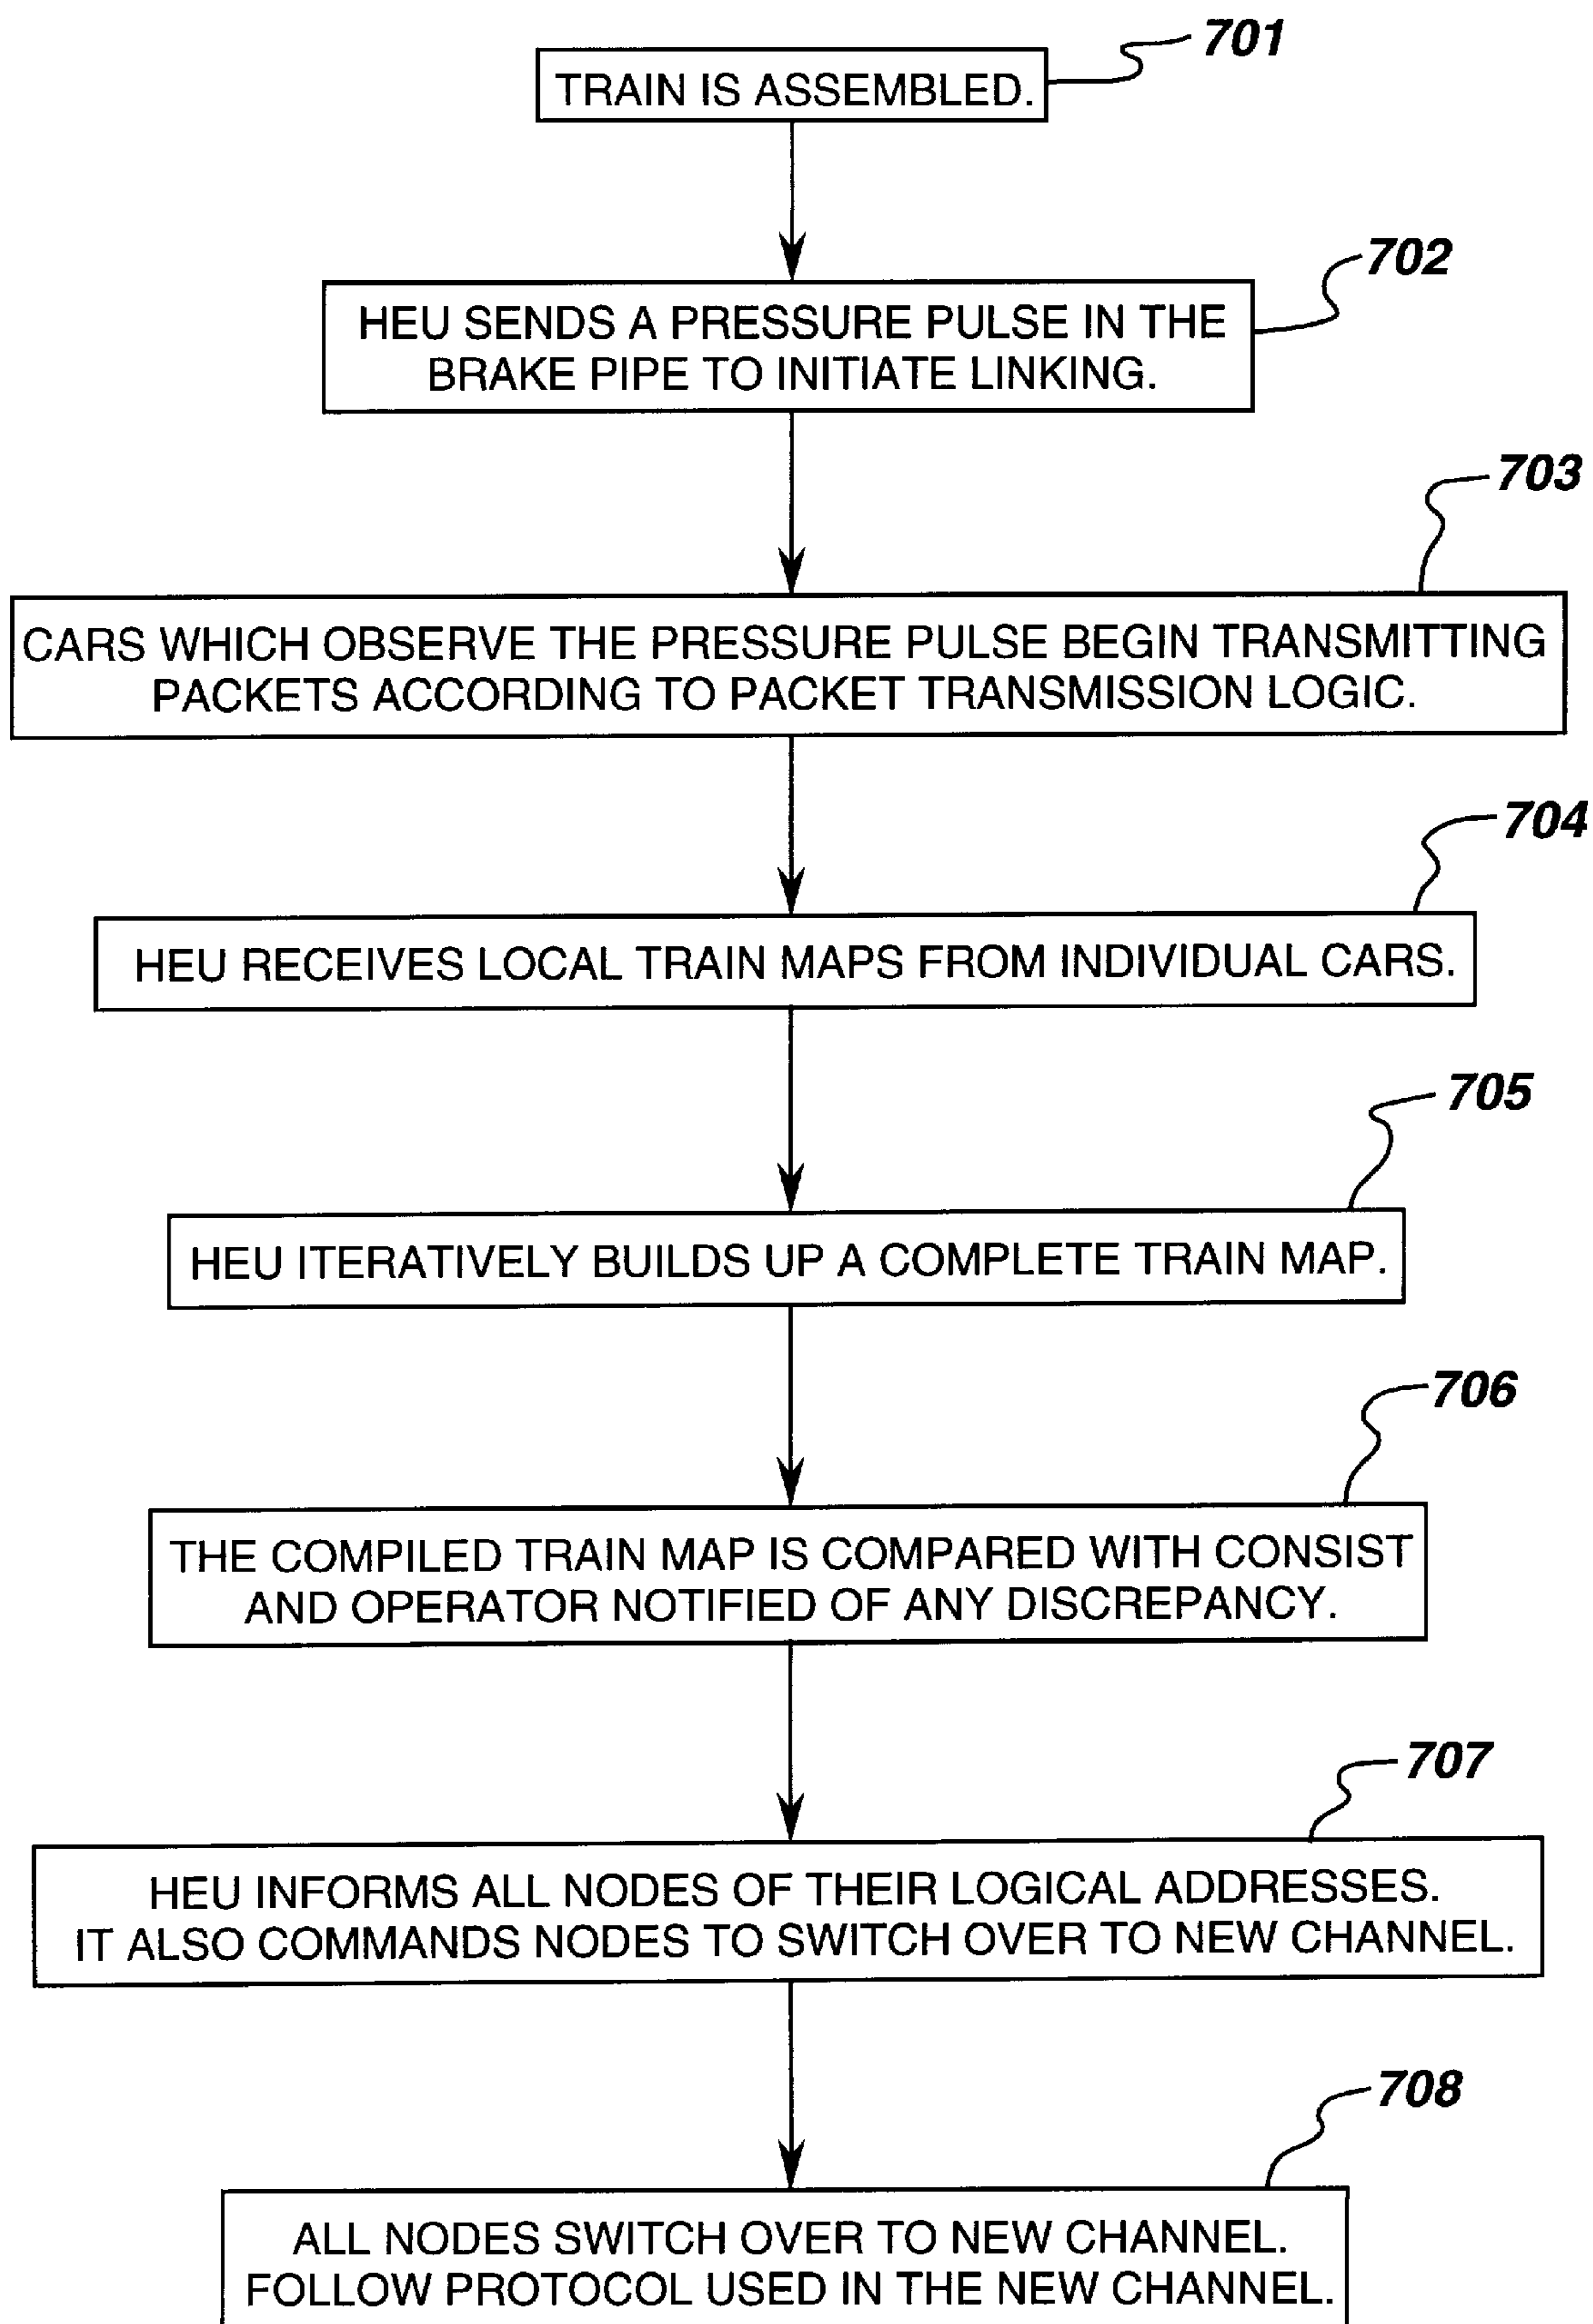 701
TRAIN IS ASSEMBLED.
702
HEU SENDS A PRESSURE PULSE IN THE
BRAKE PIPE TO INITIATE LINKING.
703
CARS WHICH OBSERVE THE PRESSURE PULSE BEGIN TRANSMITTING
PACKETS ACCORDING TO PACKET TRANSMISSION LOGIC.
704
HEU RECEIVES LOCAL TRAIN MAPS FROM INDIVIDUAL CARS.
705
HEU ITERATIVELY BUILDS UP A COMPLETE TRAIN MAP.
706
THE COMPILED TRAIN MAP IS COMPARED WITH CONSIST
AND OPERATOR NOTIFIED OF ANY DISCREPANCY.
707
HEU INFORMS ALL NODES OF THEIR LOGICAL ADDRESSES.
IT ALSO COMMANDS NODES TO SWITCH OVER TO NEW CHANNEL.
708
ALL NODES SWITCH OVER TO NEW CHANNEL.
FOLLOW PROTOCOL USED IN THE NEW CHANNEL.